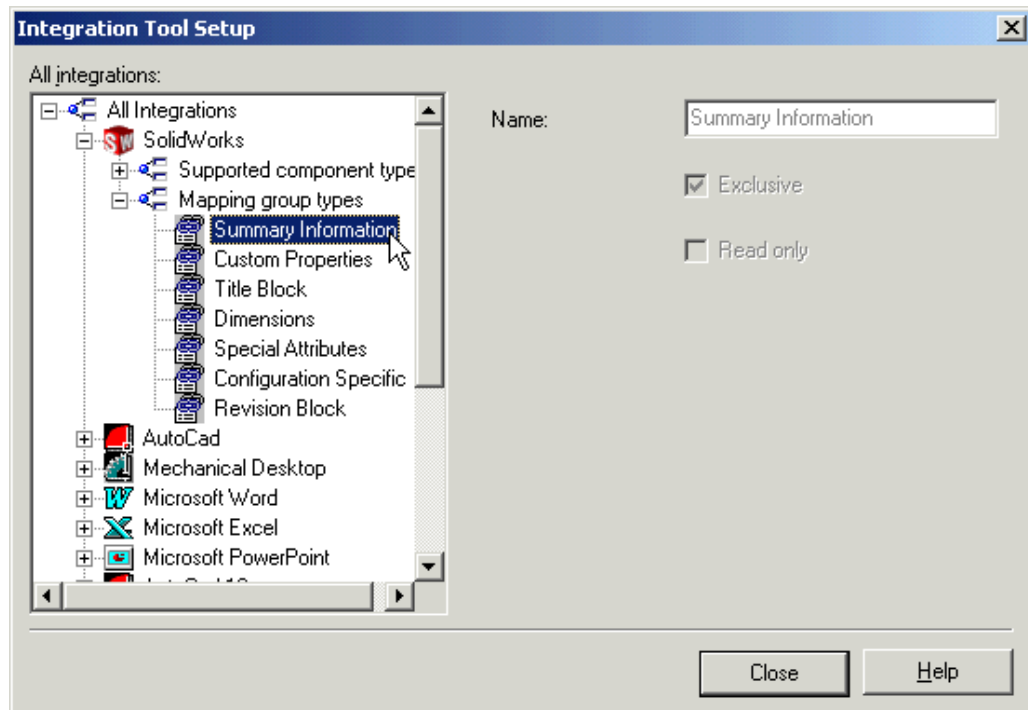 Integration Tool Setup
All integrations:
All Integrations
SolidWorks
Supported component type
Mapping group types
Summary Information
Custom Properties
Title Block
Dimensions
Special Attributes
Configuration Specific
Revision Block
AutoCad
Mechanical Desktop
Microsoft Word
Microsoft Excel
Microsoft PowerPoint
Name:
Summary Information
Exclusive
Read only
Close
Help